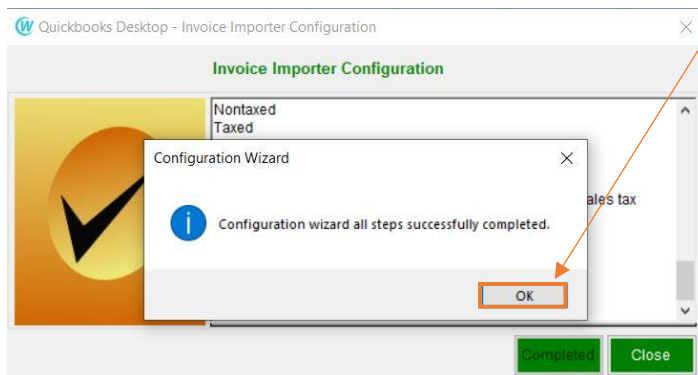 Quickbooks Desktop - Invoice Importer Configuration
Invoice Importer Configuration
Nontaxed
Taxed
Configuration Wizard
ales tax
Configuration wizard all steps successfully completed.
OK
Completed
Close